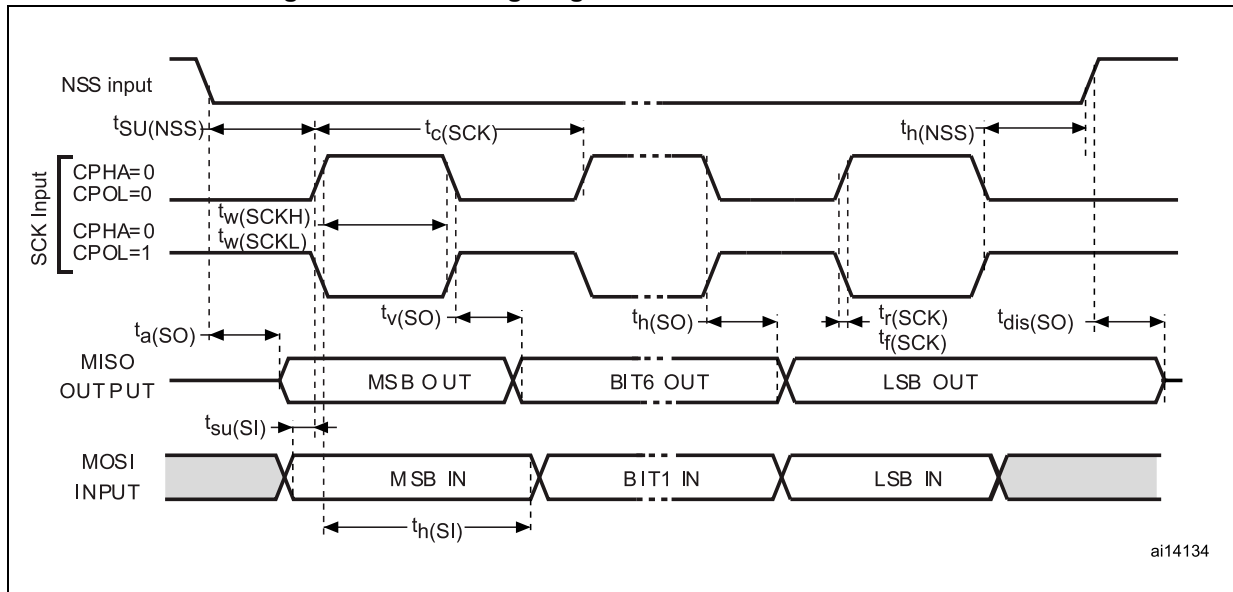 NSS input
tSU(NSS)
tc(SCK)
th(NSS)
SCK Input
CPHA=0
CPOL=0
tw(SCKH)
tw(SCKL)
CPHA=0
CPOL=1
tv(SO)
th(SO)
tr(SCK)
tf(SCK)
tdis(SO)
ta(SO)
MISO
OUTPUT
MSB OUT
BIT6 OUT
LSB OUT
tsu(SI)
MOSI
INPUT
MSB IN
BIT1 IN
LSB IN
th(SI)
ai14134